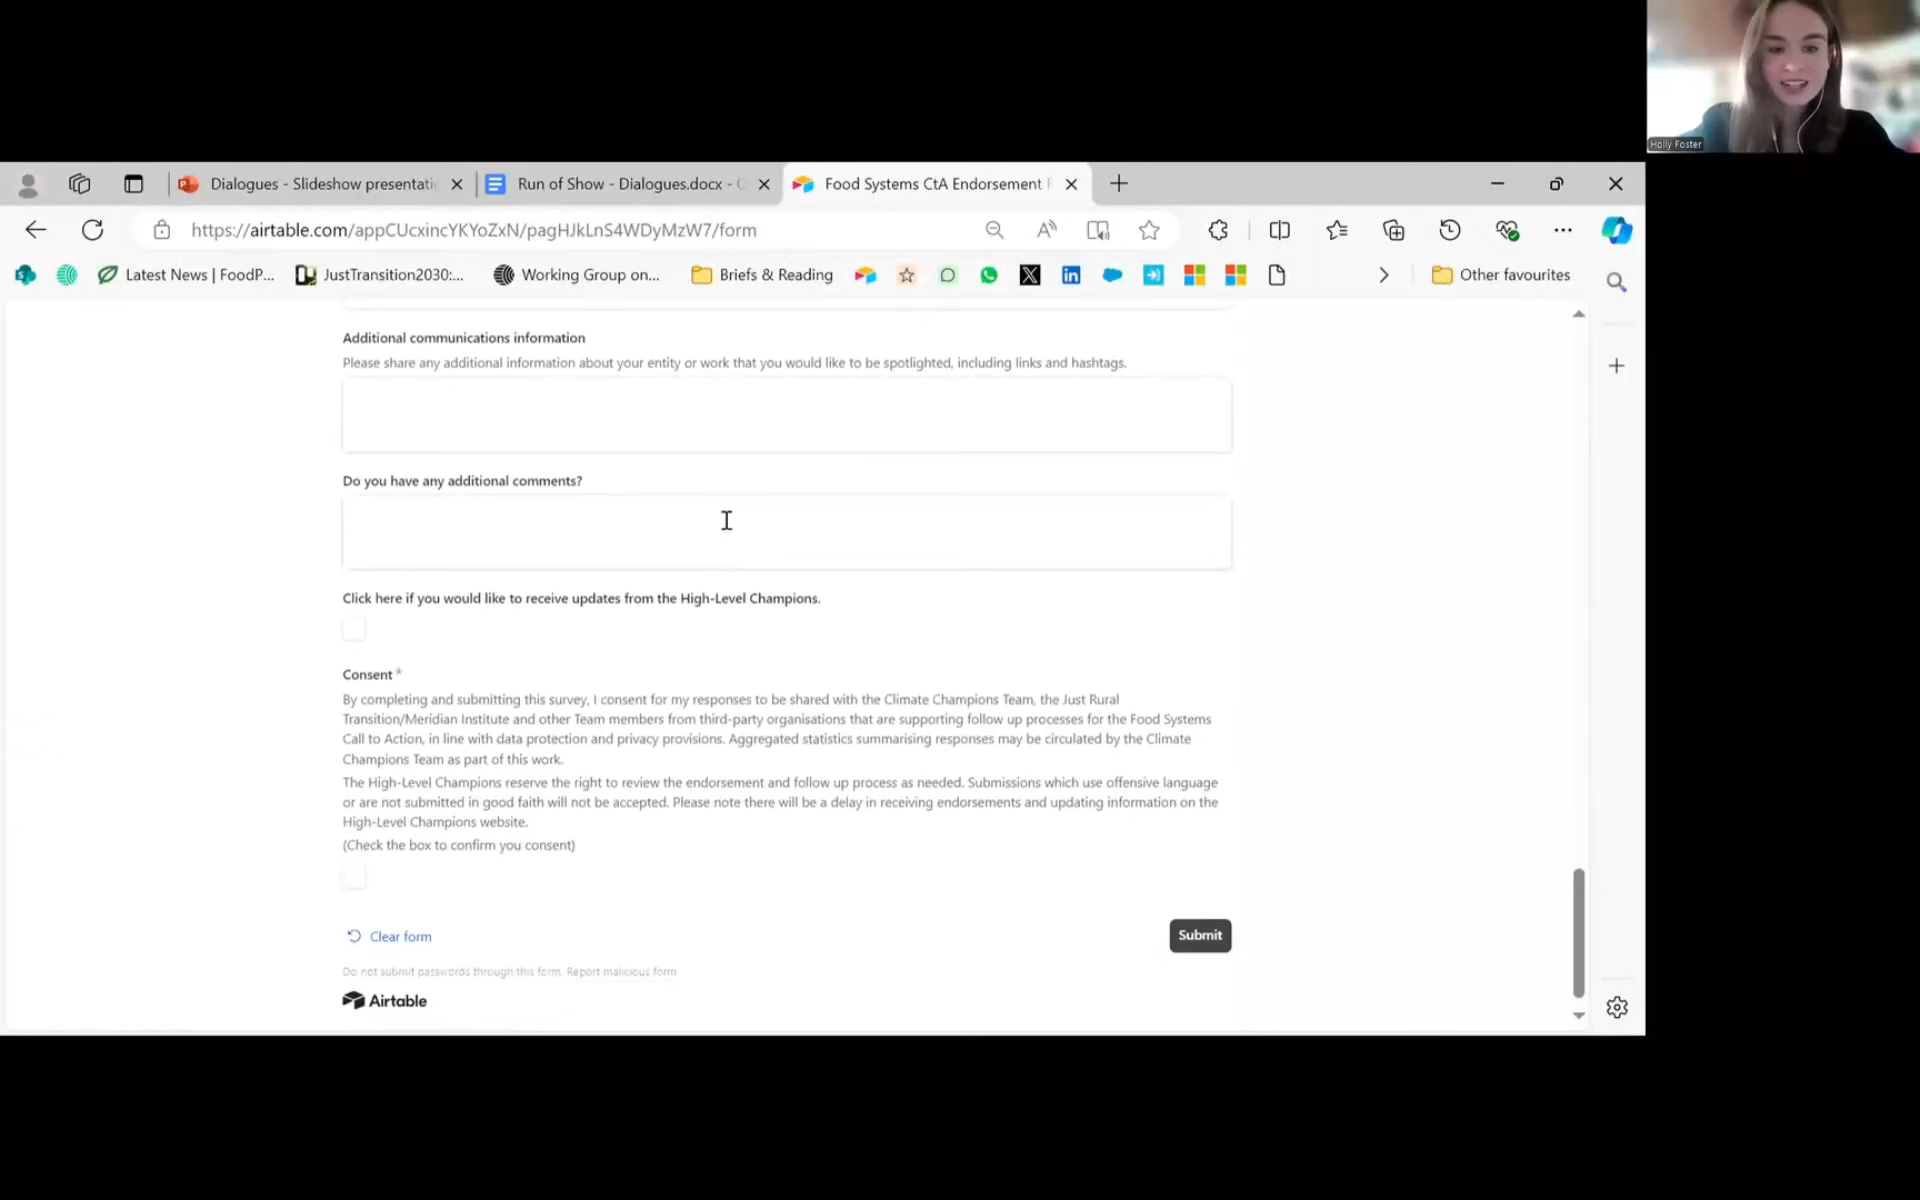 Holly Foster
Dialogues - Slideshow presentati
Run of Show - Dialogues.docx - C
Food Systems CtA Endorsement F
https://airtable.com/appCUcxincYKYoZxN/pagHJkLnS4WDyMzW7/form
Latest News | FoodP...
JustTransition2030:...
Working Group on...
Briefs & Reading
Other favourites
Additional communications information
Please share any additional information about your entity or work that you would like to be spotlighted, including links and hashtags.
Do you have any additional comments?
Click here if you would like to receive updates from the High-Level Champions.
Consent *
By completing and submitting this survey, I consent for my responses to be shared with the Climate Champions Team, the Just Rural
Transition/Meridian Institute and other Team members from third-party organisations that are supporting follow up processes for the Food Systems
Call to Action, in line with data protection and privacy provisions. Aggregated statistics summarising responses may be circulated by the Climate
Champions Team as part of this work.
The High-Level Champions reserve the right to review the endorsement and follow up process as needed. Submissions which use offensive language
or are not submitted in good faith will not be accepted. Please note there will be a delay in receiving endorsements and updating information on the
High-Level Champions website.
(Check the box to confirm you consent)
Clear form
Submit
Do not submit passwords through this form. Report malicious form
Airtable